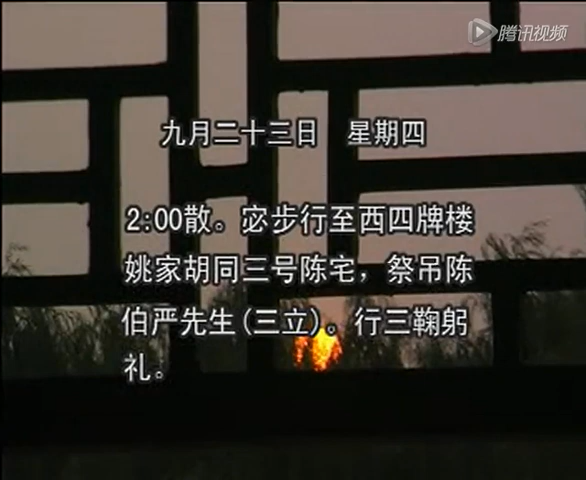 腾讯视频
九月二十三日 星期四
2:00散。宓步行至西四牌楼
姚家胡同三号陈宅，祭吊陈
伯严先生(三立)。行三鞠躬
礼。